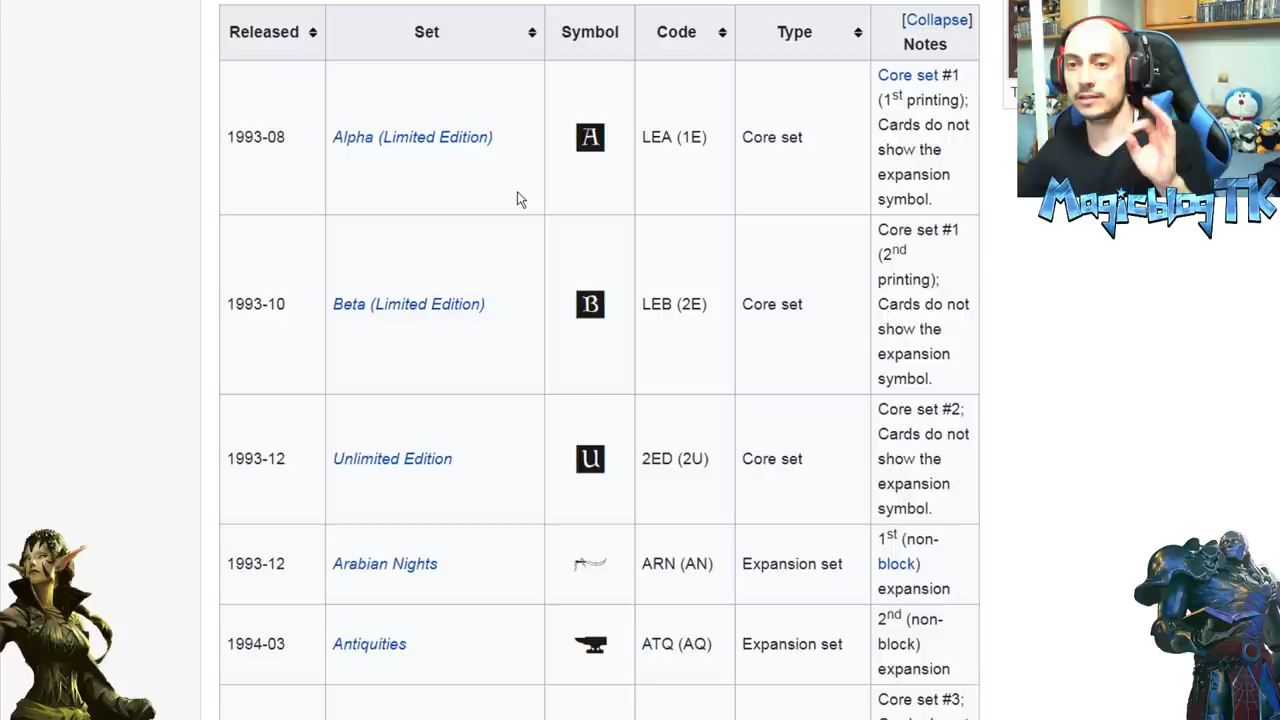 Released Set Symbol Code Type [Collapse] Notes
1993-08 Alpha (Limited Edition) A LEA (1E) Core set
Core set #1
(1st printing);
Cards do not
show the
expansion
symbol.
1993-10 Beta (Limited Edition) B LEB (2E) Core set
Core set #1
(2nd
printing);
Cards do not
show the
expansion
symbol.
1993-12 Unlimited Edition U 2ED (2U) Core set
Core set #2;
Cards do not
show the
expansion
symbol.
1993-12 Arabian Nights ARN (AN) Expansion set
1st (non-
block)
expansion
1994-03 Antiquities ATQ (AQ) Expansion set
2nd (non-
block)
expansion
Core set #3;
MagicblogTK